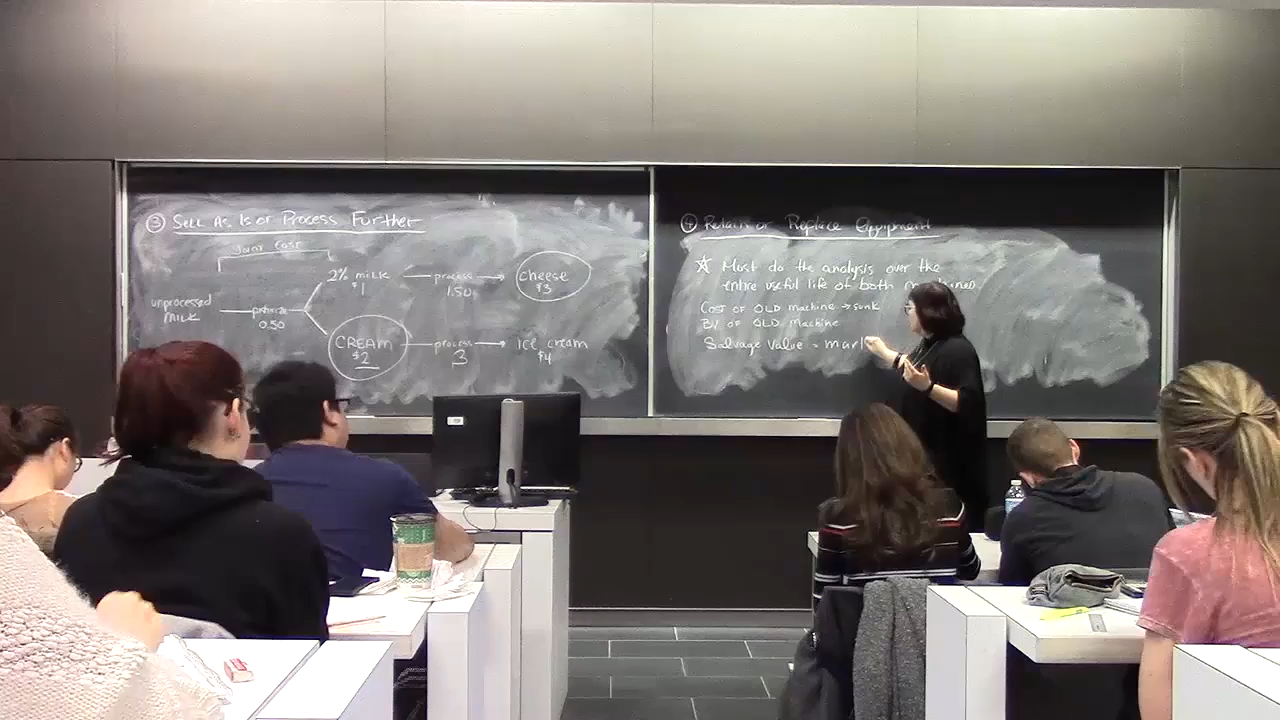 ③ Sell As Is or Process Further
Joint Cost
2% MILK
$1
process
1.50
cheese
$3
unprocessed
MILK
0.50
CREAM
$2
process
3
Ice cream
$4
④ Retain or Replace Equipment
☆ Must do the analysis over the
entire useful life of both machines
Cost of OLD machine → sunk
BV of OLD Machine
Salvage Value = mark